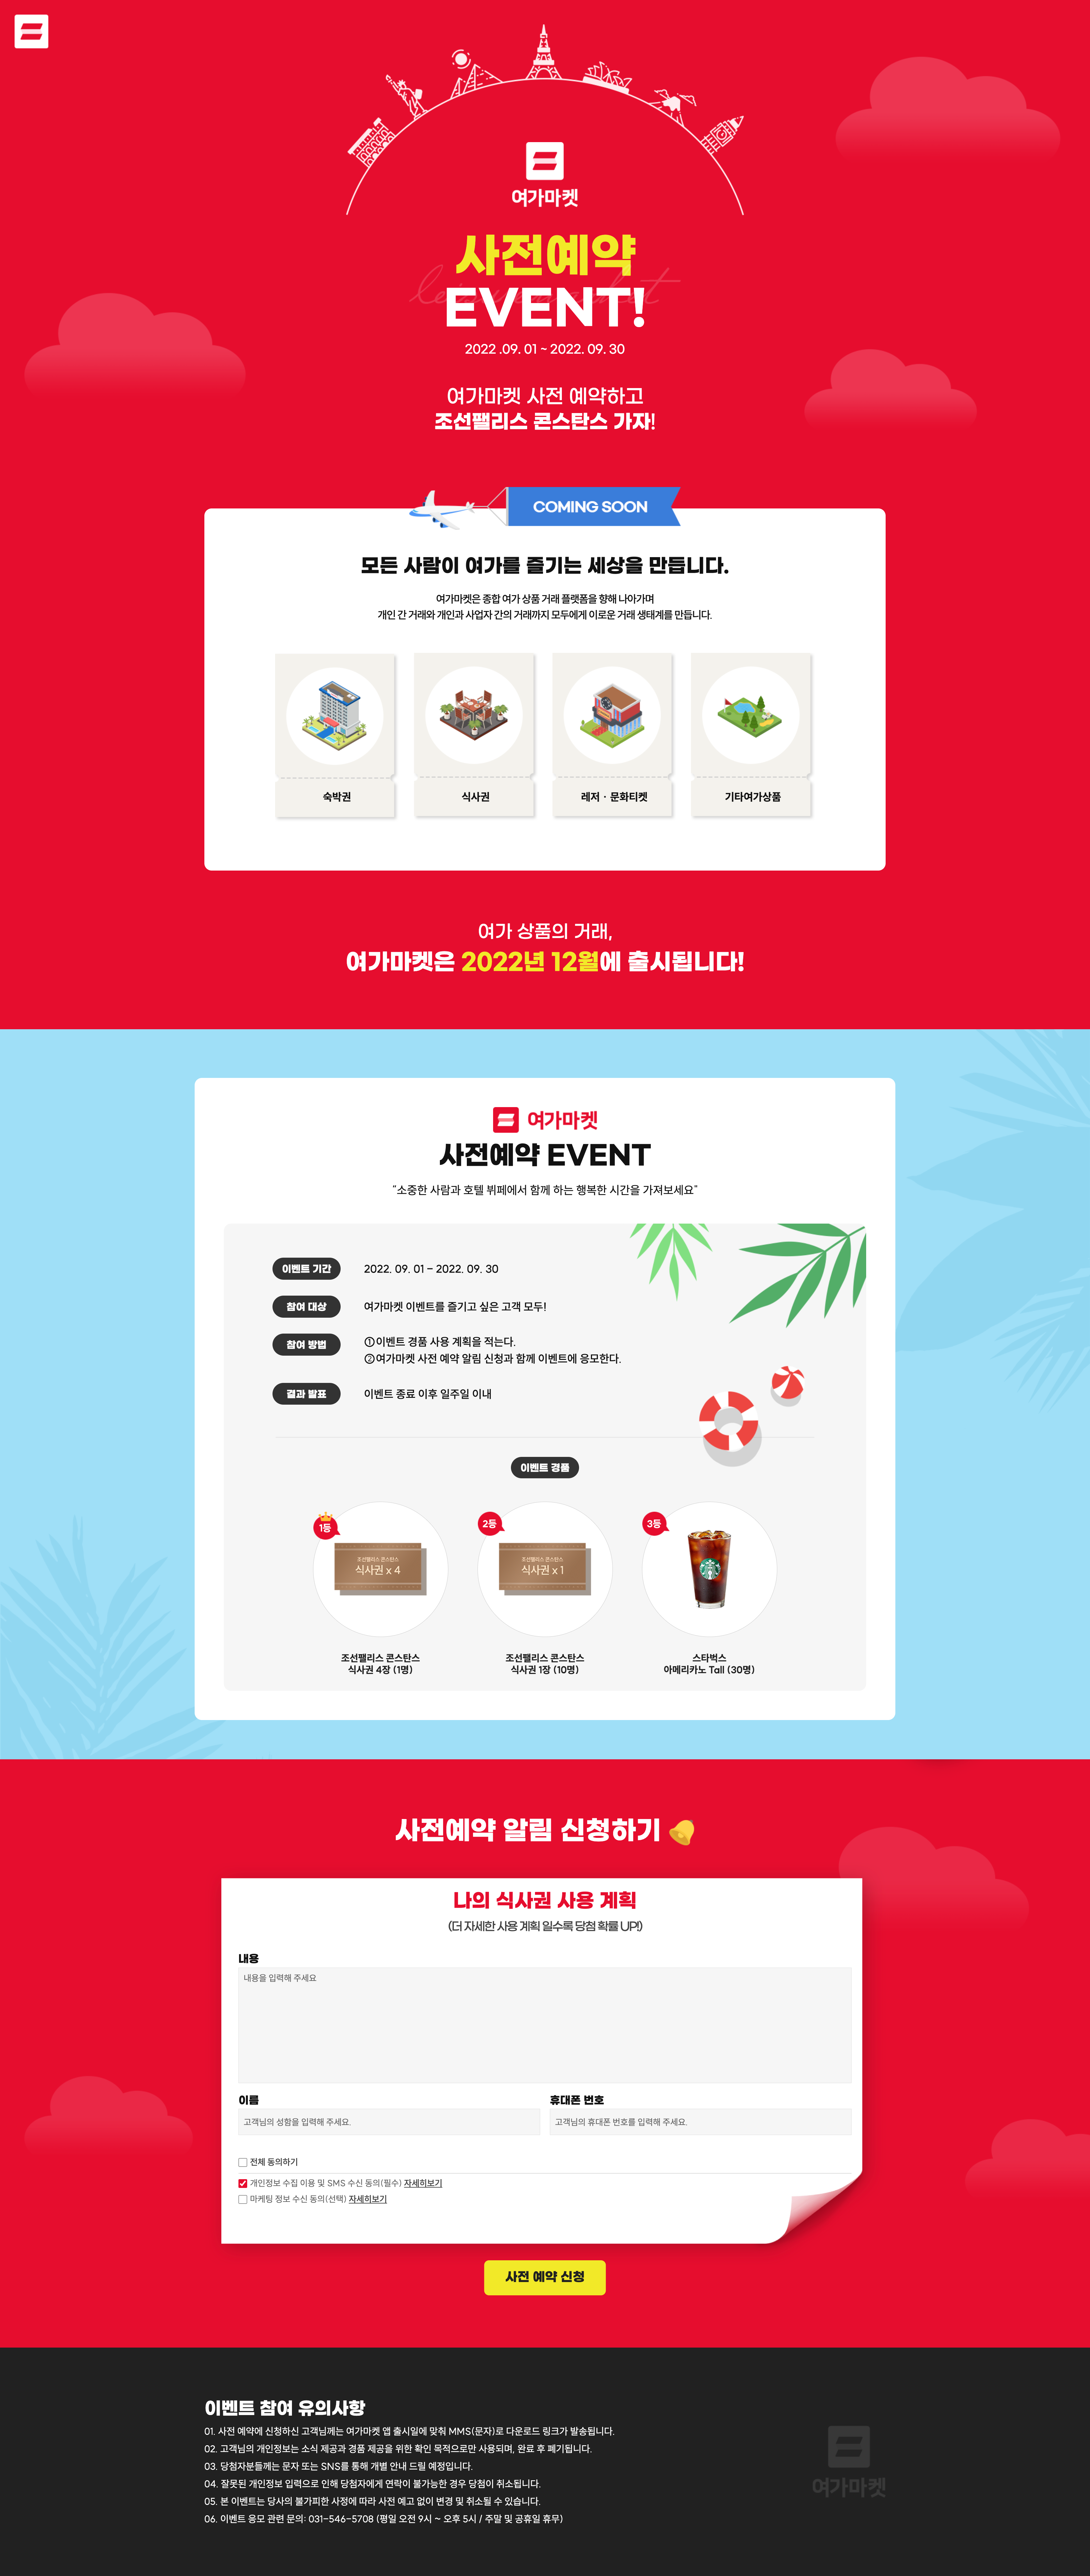 여가마켓
사전예약
leisure market
EVENT!
2022 .09. 01 ~ 2022. 09. 30
여가마켓 사전 예약하고
조선팰리스 콘스탄스 가자!
COMING SOON
모든 사람이 여가를 즐기는 세상을 만듭니다.
여가마켓은 종합 여가 상품 거래 플랫폼을 향해 나아가며
개인 간 거래와 개인과 사업자 간의 거래까지 모두에게 이로운 거래 생태계를 만듭니다.
숙박권
식사권
레저 · 문화티켓
기타여가상품
여가 상품의 거래,
여가마켓은 2022년 12월에 출시됩니다!
여가마켓
사전예약 EVENT
"소중한 사람과 호텔 뷔페에서 함께 하는 행복한 시간을 가져보세요"
이벤트 기간 2022. 09. 01 – 2022. 09. 30
참여 대상 여가마켓 이벤트를 즐기고 싶은 고객 모두!
참여 방법 ①이벤트 경품 사용 계획을 적는다.
②여가마켓 사전 예약 알림 신청과 함께 이벤트에 응모한다.
결과 발표 이벤트 종료 이후 일주일 이내
이벤트 경품
1등
조선팰리스 콘스탄스
식사권 x 4
조선팰리스 콘스탄스
식사권 4장 (1명)
2등
조선팰리스 콘스탄스
식사권 x 1
조선팰리스 콘스탄스
식사권 1장 (10명)
3등
스타벅스
아메리카노 Tall (30명)
사전예약 알림 신청하기
나의 식사권 사용 계획
(더 자세한 사용 계획 일수록 당첨 확률 UP!)
내용
내용을 입력해 주세요
이름
고객님의 성함을 입력해 주세요.
휴대폰 번호
고객님의 휴대폰 번호를 입력해 주세요.
전체 동의하기
개인정보 수집 이용 및 SMS 수신 동의(필수) 자세히보기
마케팅 정보 수신 동의(선택) 자세히보기
사전 예약 신청
이벤트 참여 유의사항
01. 사전 예약에 신청하신 고객님께는 여가마켓 앱 출시일에 맞춰 MMS(문자)로 다운로드 링크가 발송됩니다.
02. 고객님의 개인정보는 소식 제공과 경품 제공을 위한 확인 목적으로만 사용되며, 완료 후 폐기됩니다.
03. 당첨자분들께는 문자 또는 SNS를 통해 개별 안내 드릴 예정입니다.
04. 잘못된 개인정보 입력으로 인해 당첨자에게 연락이 불가능한 경우 당첨이 취소됩니다.
05. 본 이벤트는 당사의 불가피한 사정에 따라 사전 예고 없이 변경 및 취소될 수 있습니다.
06. 이벤트 응모 관련 문의: 031-546-5708 (평일 오전 9시 ~ 오후 5시 / 주말 및 공휴일 휴무)
여가마켓